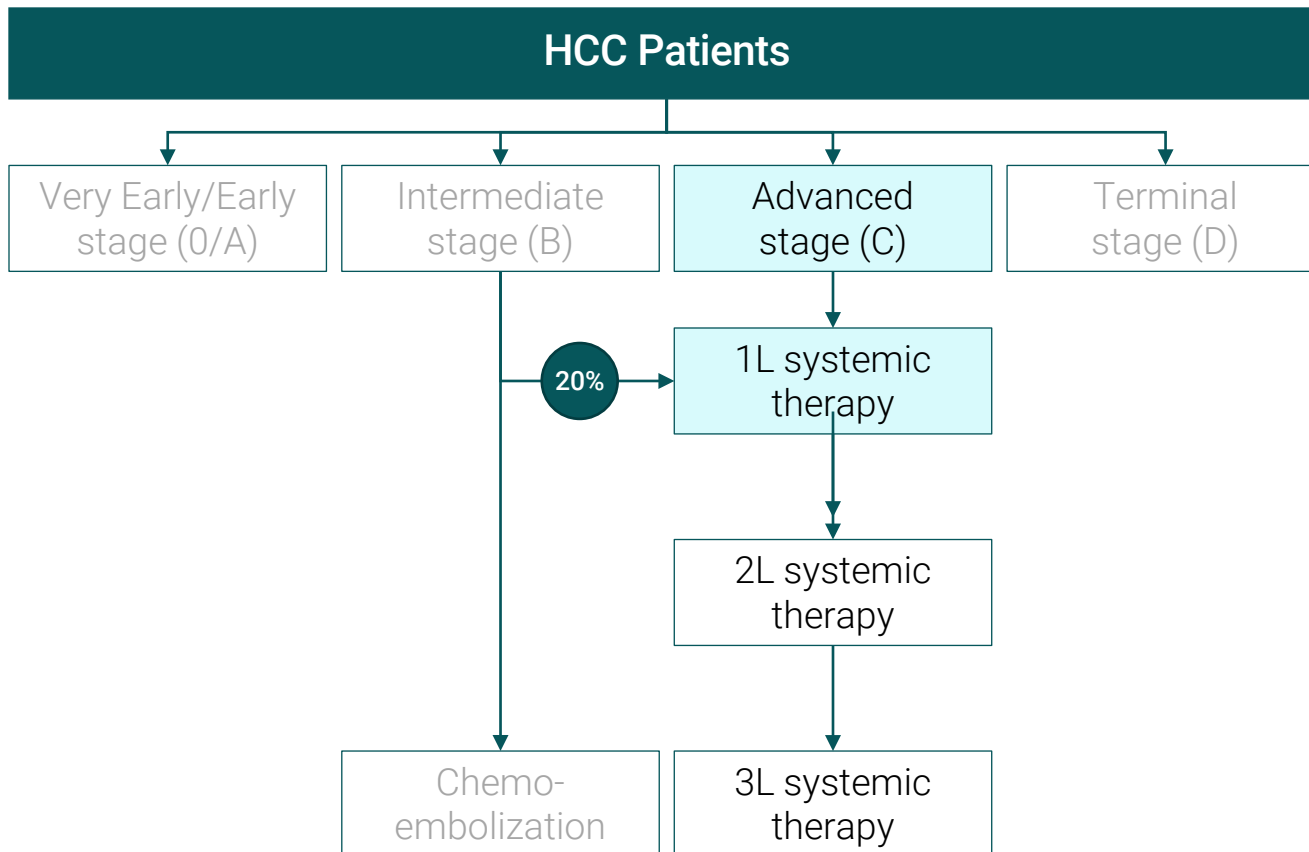 HCC Patients
Very Early/Early
stage (0/A)
Intermediate
stage (B)
Advanced
stage (C)
Terminal
stage (D)
20%
1L systemic
therapy
2L systemic
therapy
Chemo-
embolization
3L systemic
therapy